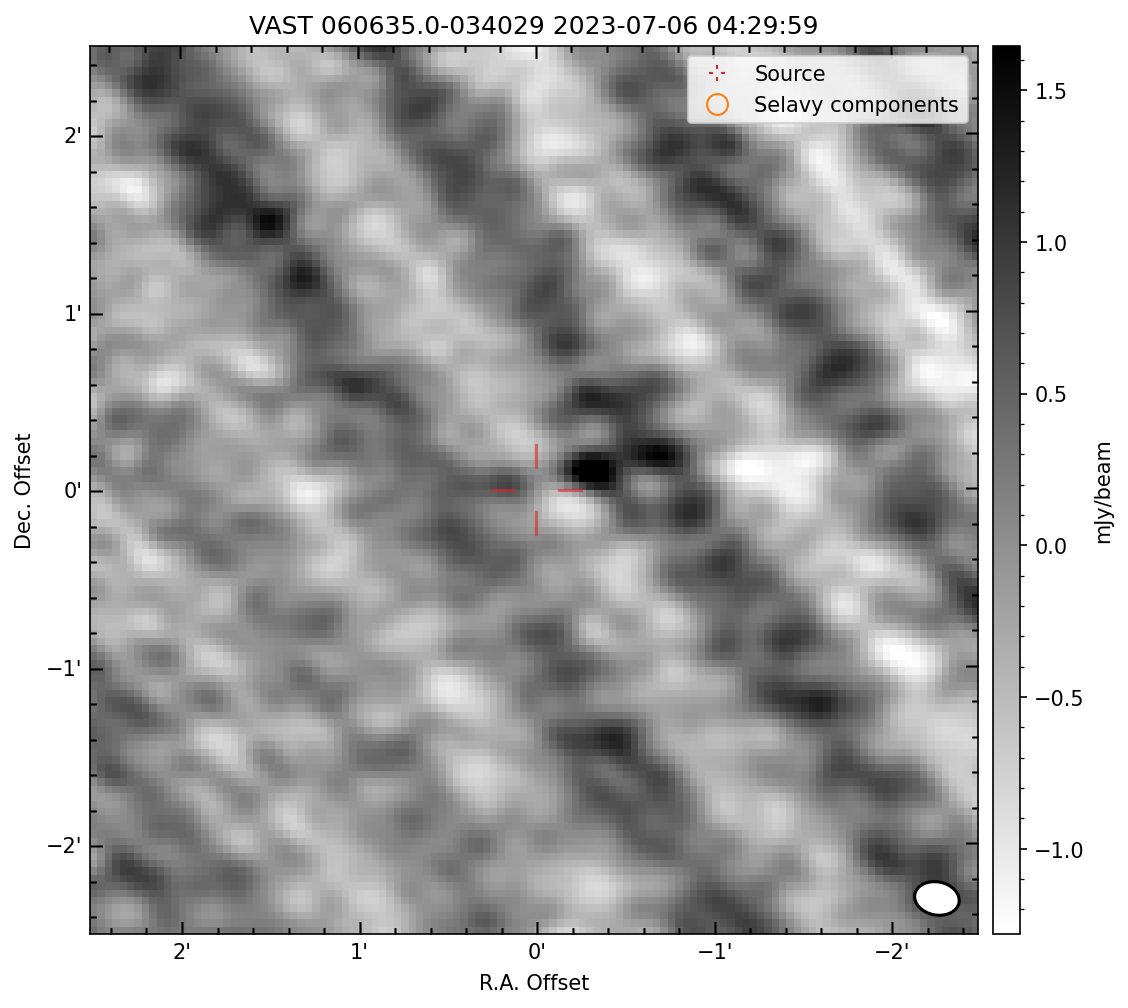 VAST 060635.0-034029 2023-07-06 04:29:59
Source
Selavy components
2'
1'
0'
−1'
−2'
Dec. Offset
2'
1'
0'
−1'
−2'
R.A. Offset
1.5
1.0
0.5
0.0
−0.5
−1.0
mJy/beam